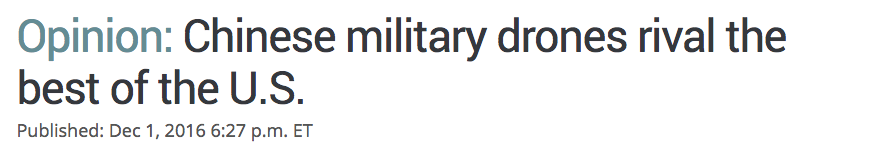 Opinion: Chinese military drones rival the
best of the U.S.
Published: Dec 1, 2016 6:27 p.m. ET